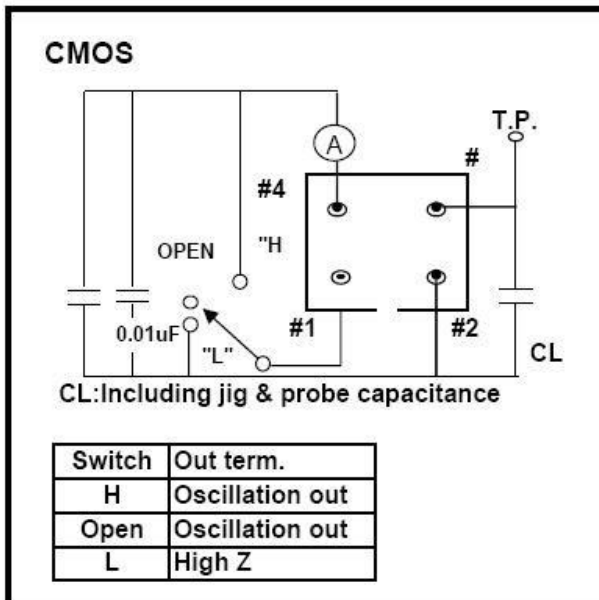 CMOS
T.P.
A
#
#4
OPEN
"H
0.01uF
"L"
#1
#2
CL
CL:Including jig & probe capacitance
Switch Out term.
H Oscillation out
Open Oscillation out
L High Z